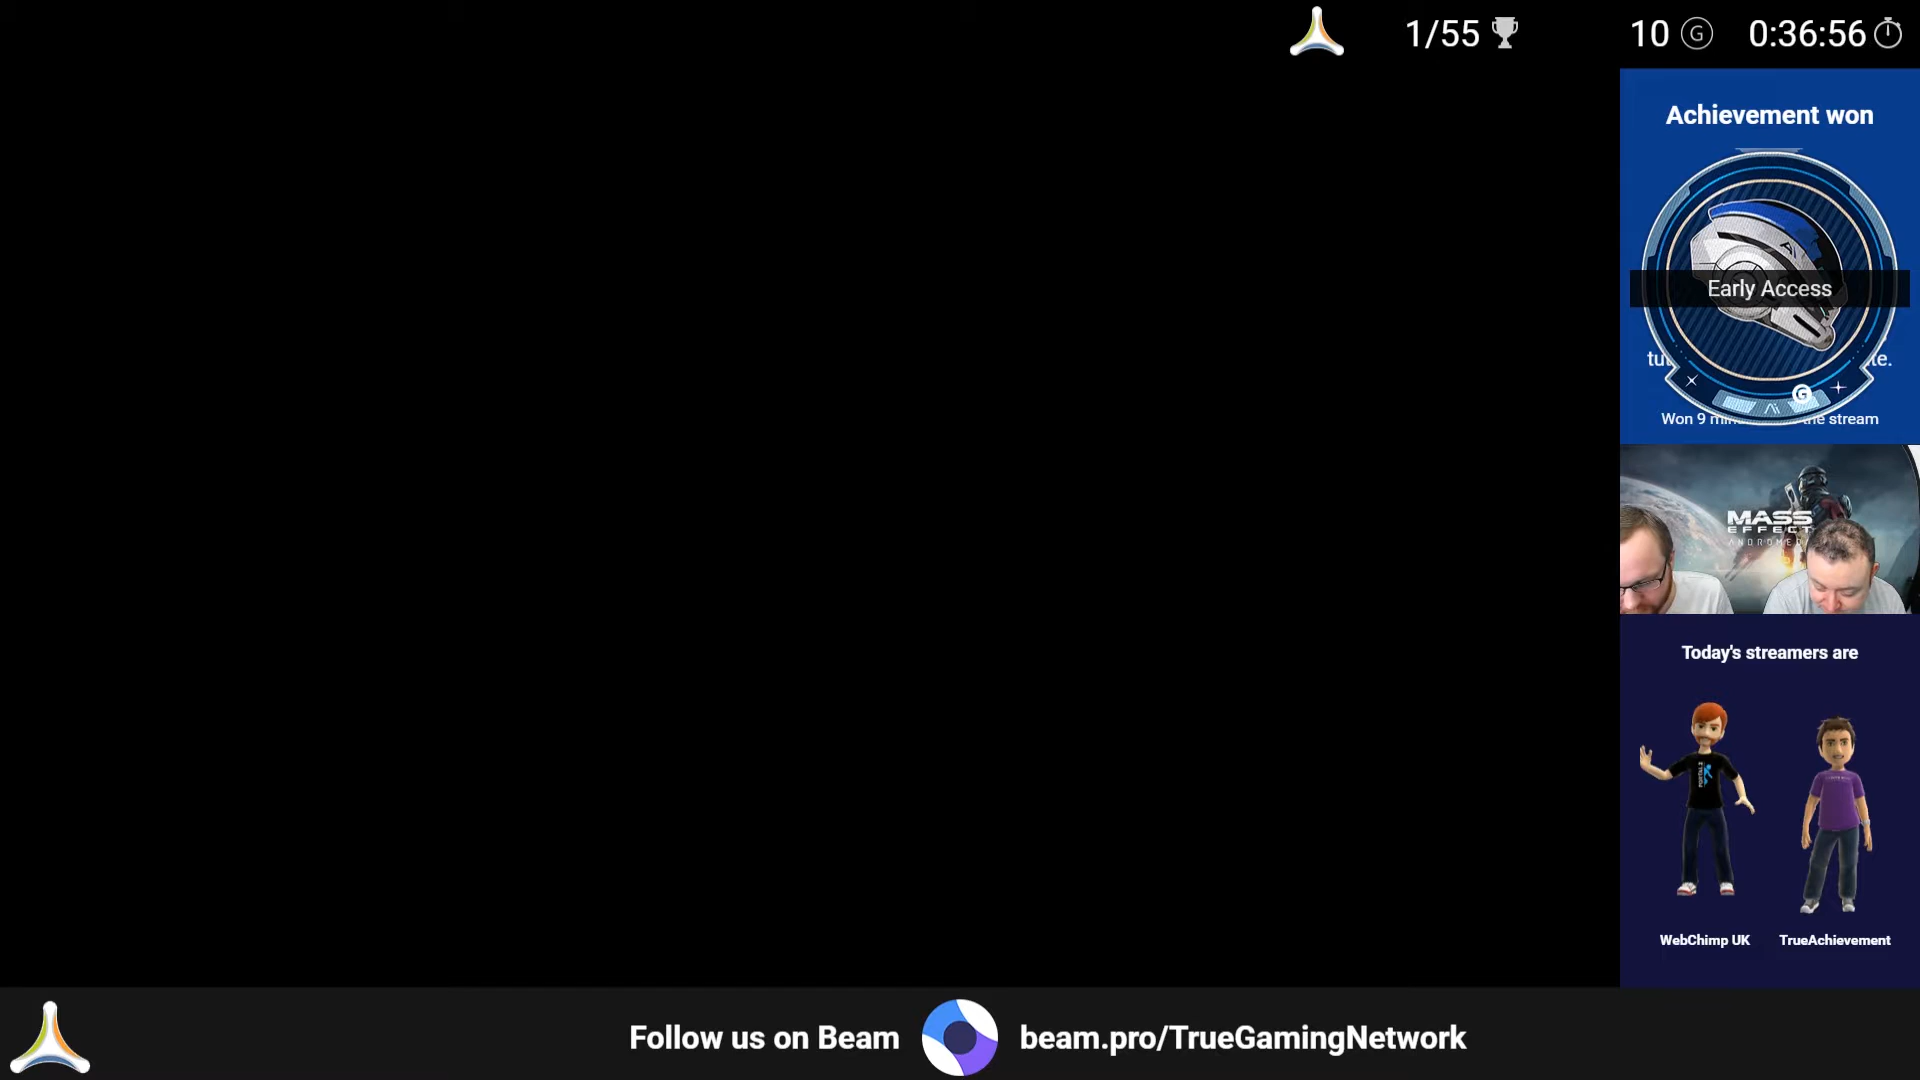 1/55
10 G 0:36:56
Achievement won
Early Access
Won 9 the stream
MASS
EFFECT
Today's streamers are
WebChimp UK TrueAchievement
Follow us on Beam beam.pro/TrueGamingNetwork